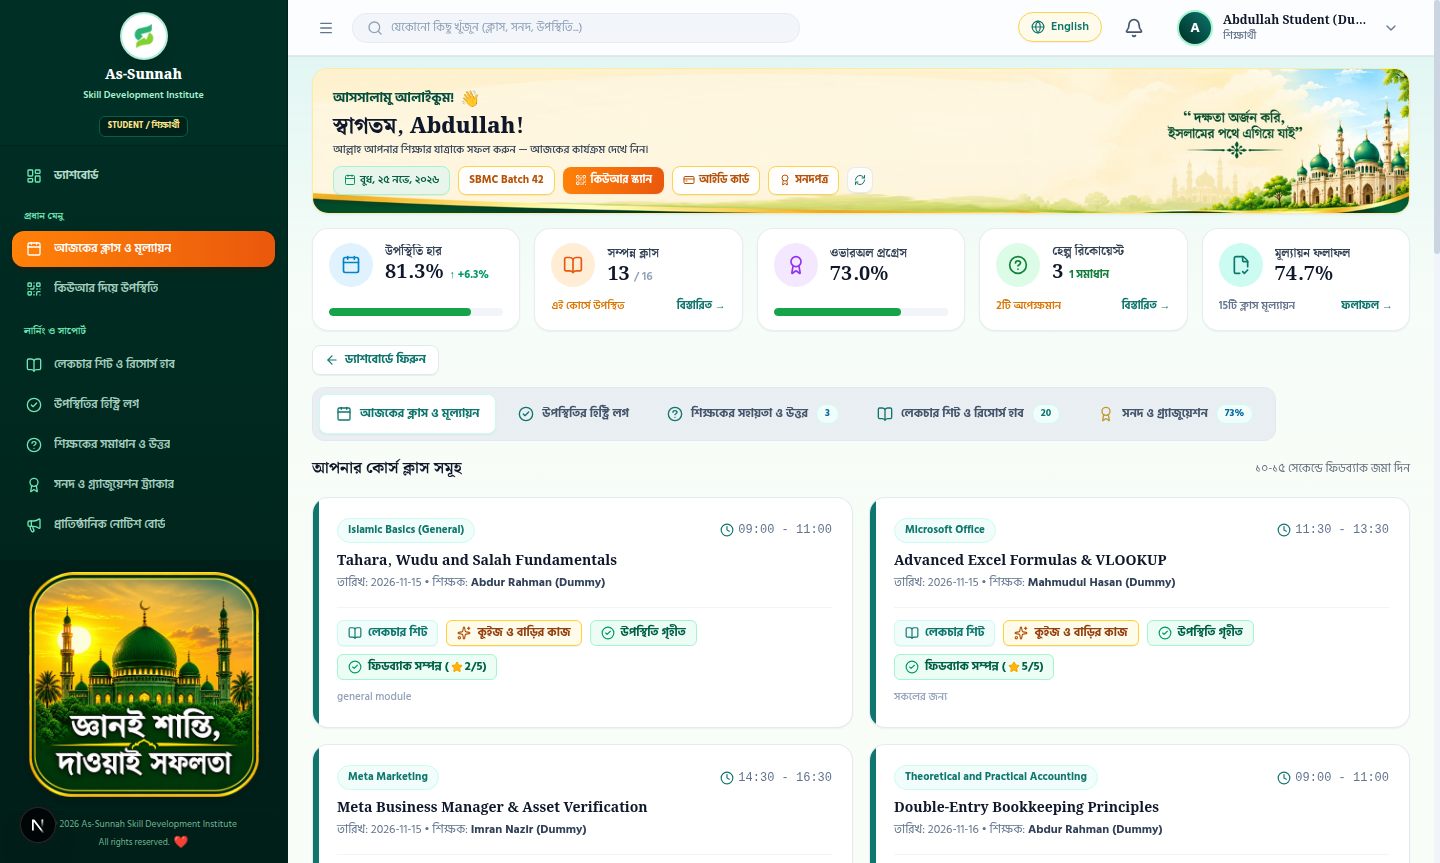 As-Sunnah
Skill Development Institute
STUDENT / শিক্ষার্থী
ড্যাশবোর্ড
প্রধান মেনু
আজকের ক্লাস ও মূল্যায়ন
কিউআর দিয়ে উপস্থিতি
লার্নিং ও সাপোর্ট
লেকচার শিট ও রিসোর্স হাব
উপস্থিতির হিস্ট্রি লগ
শিক্ষকের সমাধান ও উত্তর
সনদ ও গ্র্যাজুয়েশন ট্র্যাকার
প্রাতিষ্ঠানিক নোটিশ বোর্ড
জ্ঞানই শান্তি,
দাওয়াই সফলতা
N
2026 As-Sunnah Skill Development Institute
All rights reserved. ❤️
যেকোনো কিছু খুঁজুন (ক্লাস, সনদ, উপস্থিতি...)
English
A
Abdullah Student (Du...
শিক্ষার্থী
আসসালামু আলাইকুম! 👋
স্বাগতম, Abdullah!
আল্লাহ আপনার শিক্ষার যাত্রাকে সফল করুন — আজকের কার্যক্রম দেখে নিন।
বুধ, ২৫ নভে, ২০২৬
SBMC Batch 42
কিউআর স্ক্যান
আইডি কার্ড
সনদপত্র
“ দক্ষতা অর্জন করি,
ইসলামের পথে এগিয়ে যাই”
উপস্থিতি হার
81.3% ↑ +6.3%
সম্পন্ন ক্লাস
13 / 16
এই কোর্সে উপস্থিত
বিস্তারিত →
ওভারঅল প্রগ্রেস
73.0%
হেল্প রিকোয়েস্ট
3 1 সমাধান
2টি অপেক্ষমান
বিস্তারিত →
মূল্যায়ন ফলাফল
74.7%
15টি ক্লাস মূল্যায়ন
ফলাফল →
← ড্যাশবোর্ডে ফিরুন
আজকের ক্লাস ও মূল্যায়ন
উপস্থিতির হিস্ট্রি লগ
শিক্ষকের সহায়তা ও উত্তর 3
লেকচার শিট ও রিসোর্স হাব 20
সনদ ও গ্র্যাজুয়েশন 73%
আপনার কোর্স ক্লাস সমূহ
১০-১৫ সেকেন্ডে ফিডব্যাক জমা দিন
Islamic Basics (General)
09:00 - 11:00
Tahara, Wudu and Salah Fundamentals
তারিখ: 2026-11-15 • শিক্ষক: Abdur Rahman (Dummy)
লেকচার শিট
কুইজ ও বাড়ির কাজ
উপস্থিতি গৃহীত
ফিডব্যাক সম্পন্ন (⭐2/5)
general module
Microsoft Office
11:30 - 13:30
Advanced Excel Formulas & VLOOKUP
তারিখ: 2026-11-15 • শিক্ষক: Mahmudul Hasan (Dummy)
লেকচার শিট
কুইজ ও বাড়ির কাজ
উপস্থিতি গৃহীত
ফিডব্যাক সম্পন্ন (⭐5/5)
সকলের জন্য
Meta Marketing
14:30 - 16:30
Meta Business Manager & Asset Verification
তারিখ: 2026-11-15 • শিক্ষক: Imran Nazir (Dummy)
Theoretical and Practical Accounting
09:00 - 11:00
Double-Entry Bookkeeping Principles
তারিখ: 2026-11-16 • শিক্ষক: Abdur Rahman (Dummy)